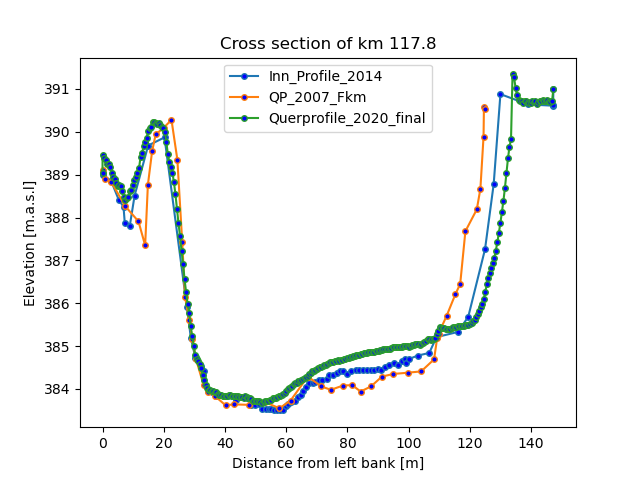 Cross section of km 117.8
Inn_Profile_2014
QP_2007_Fkm
Querprofile_2020_final
Elevation [m.a.s.l]
391
390
389
388
387
386
385
384
0 20 40 60 80 100 120 140
Distance from left bank [m]